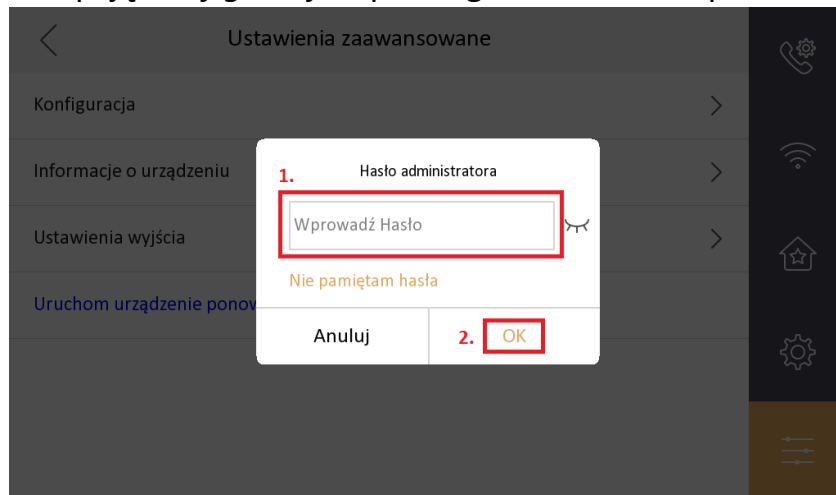 Ustawienia zaawansowane
Konfiguracja
Informacje o urządzeniu
Ustawienia wyjścia
Uruchom urządzenie
1. Hasło administratora
Wprowadź Hasło
Nie pamiętam hasła
Anuluj
2. OK